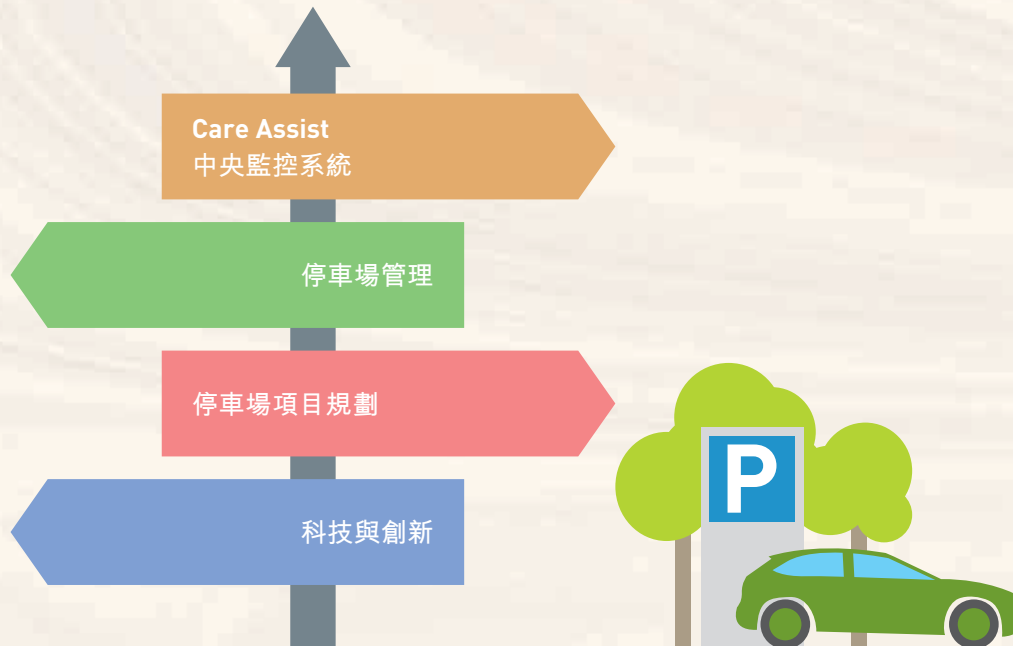 Care Assist
中央監控系統
停車場管理
停車場項目規劃
P
科技與創新